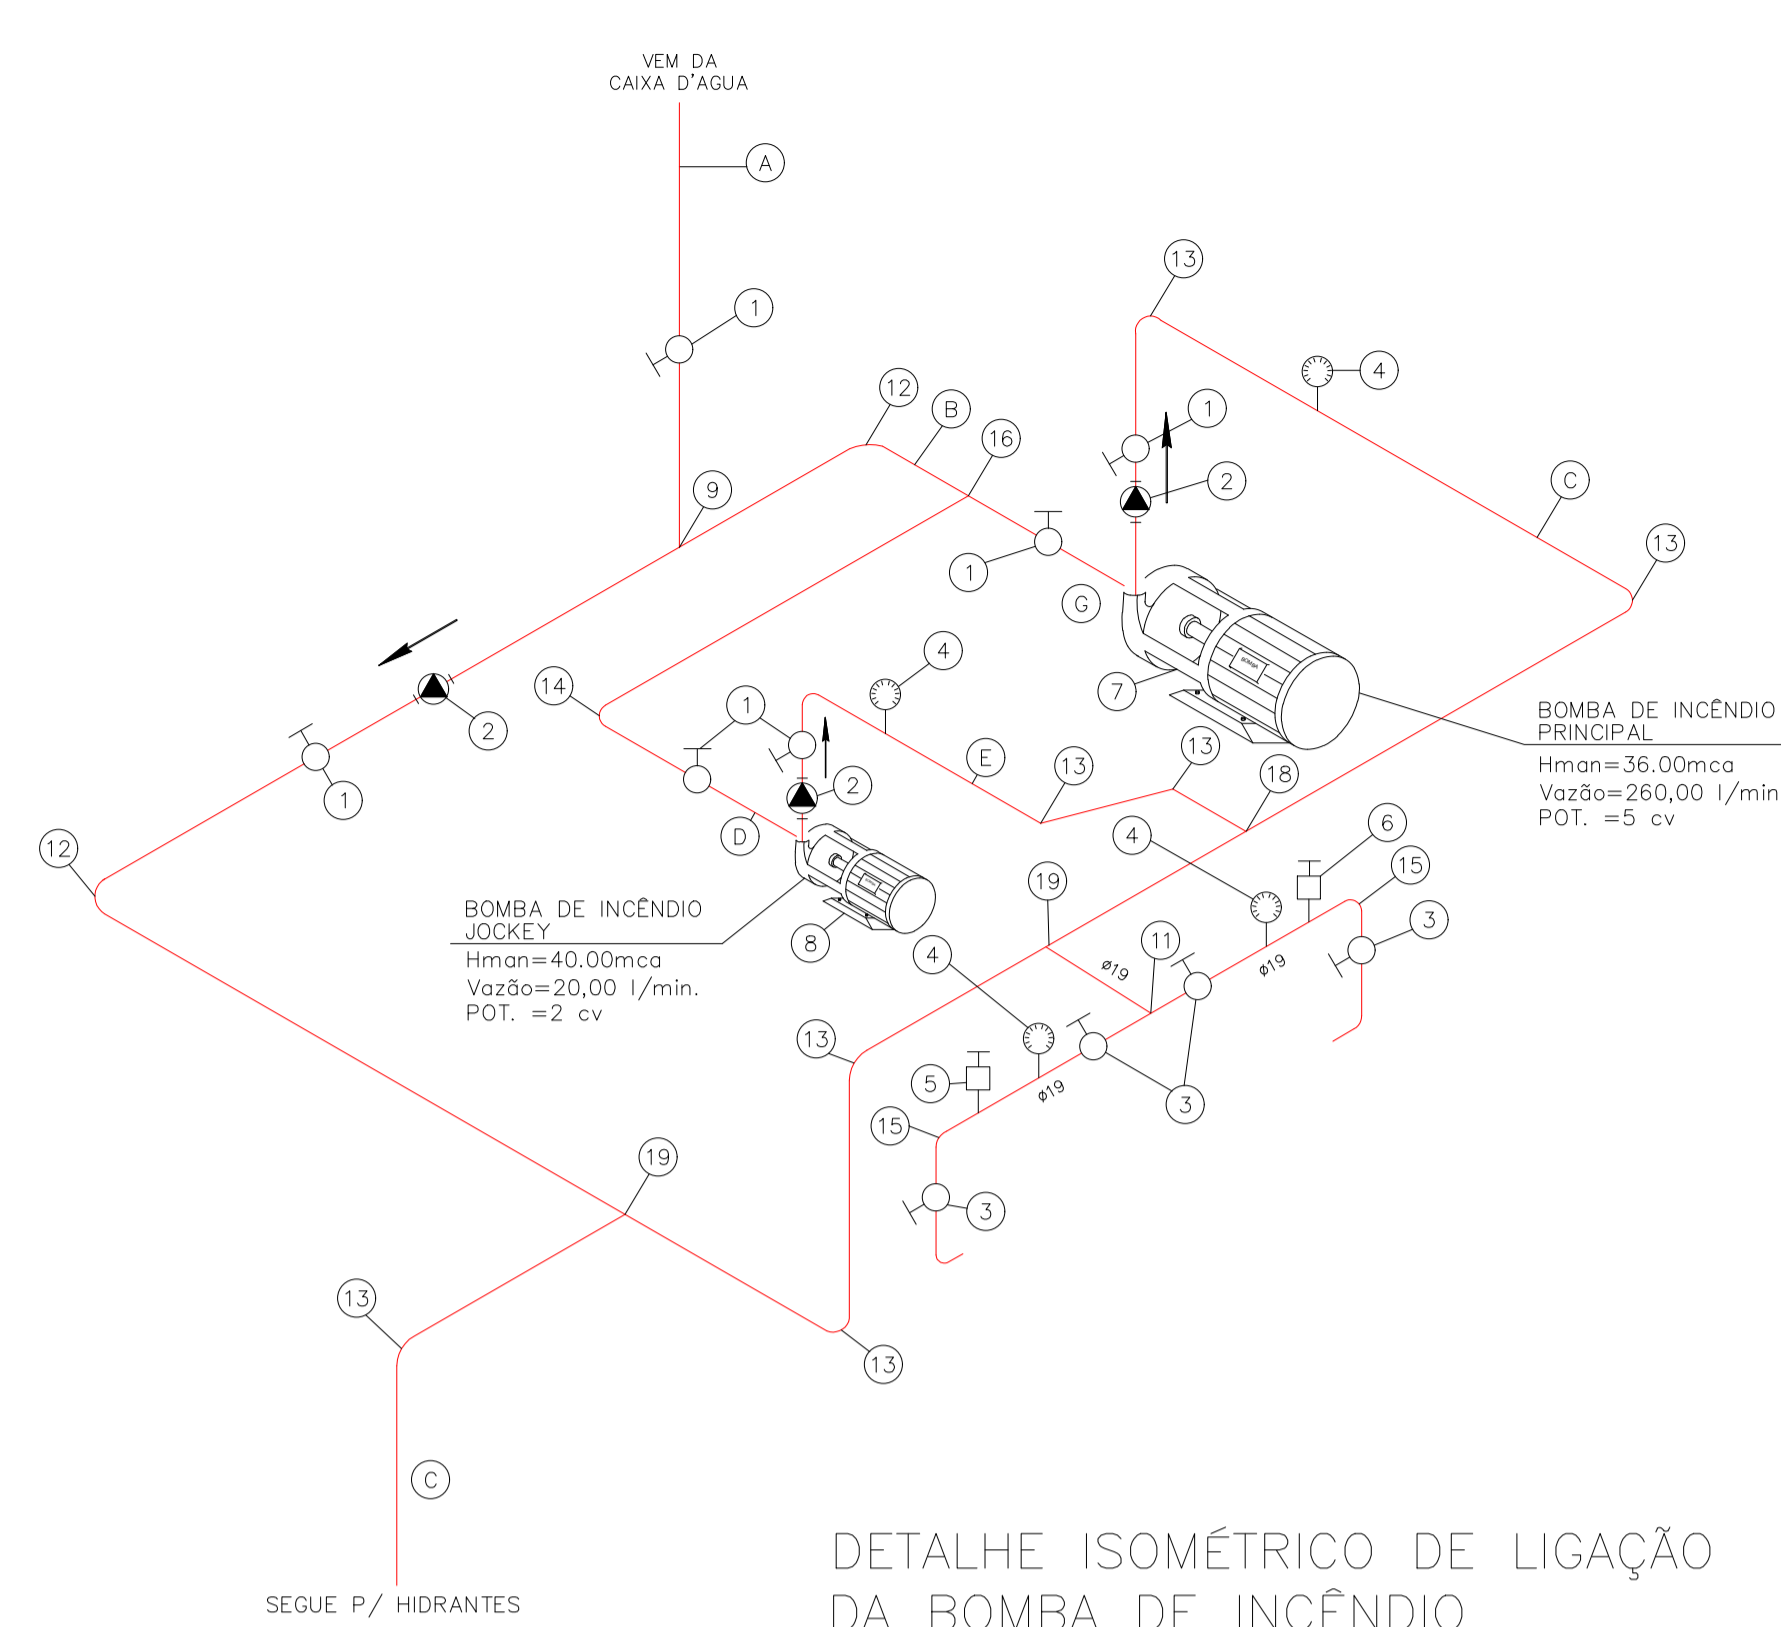 VEM DA
CAIXA D'AGUA
A
1
13
4
12
B
1
16
2
C
9
13
1
G
4
14
1
7
2
BOMBA DE INCÊNDIO
PRINCIPAL
Hman=36.00mca
Vazão=260,00 l/min
POT. =5 cv
E
13
13
18
1
2
D
4
6
12
15
19
BOMBA DE INCÊNDIO
JOCKEY
Hman=40.00mca
Vazão=20,00 l/min.
POT. =2 cv
8
4
11
3
ø19
ø19
13
5
ø19
3
15
19
3
13
13
C
SEGUE P/ HIDRANTES
DETALHE ISOMÉTRICO DE LIGAÇÃO
DA BOMBA DE INCÊNDIO
BOMBA